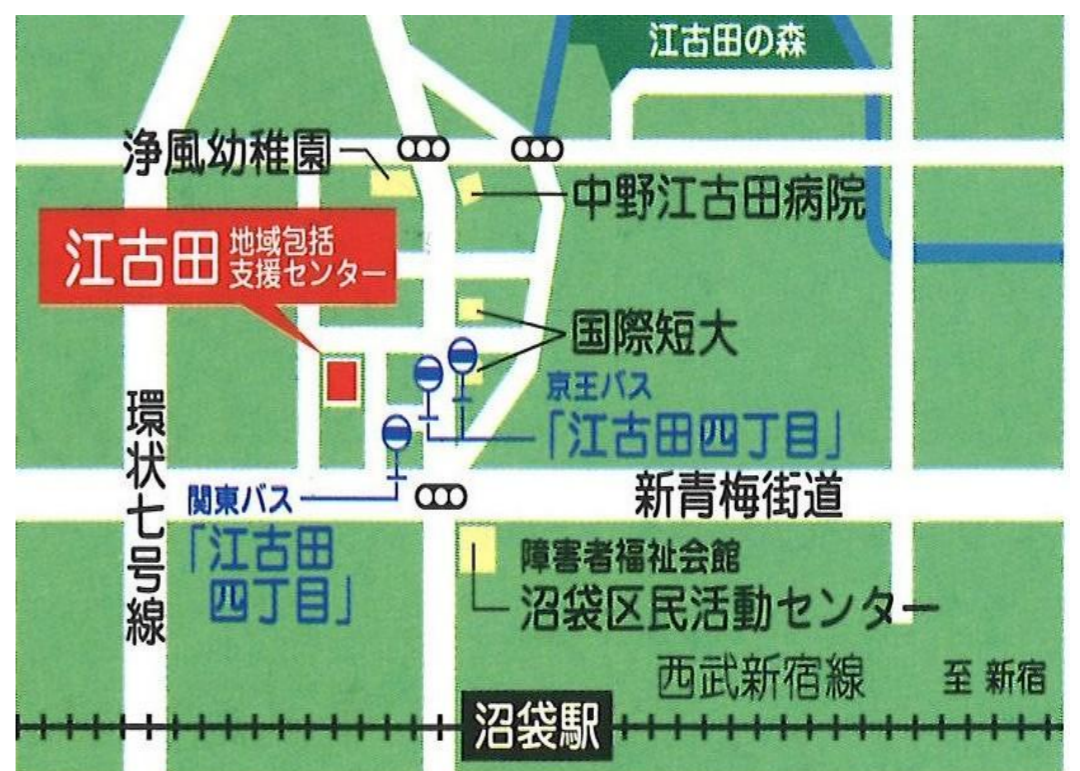 江古田の森
浄風幼稚園
中野江古田病院
江古田 地域包括
支援センター
国際短大
京王バス
「江古田四丁目」
環状七号線
新青梅街道
関東バス
「江古田
四丁目」
障害者福祉会館
沼袋区民活動センター
西武新宿線
至 新宿
沼袋駅